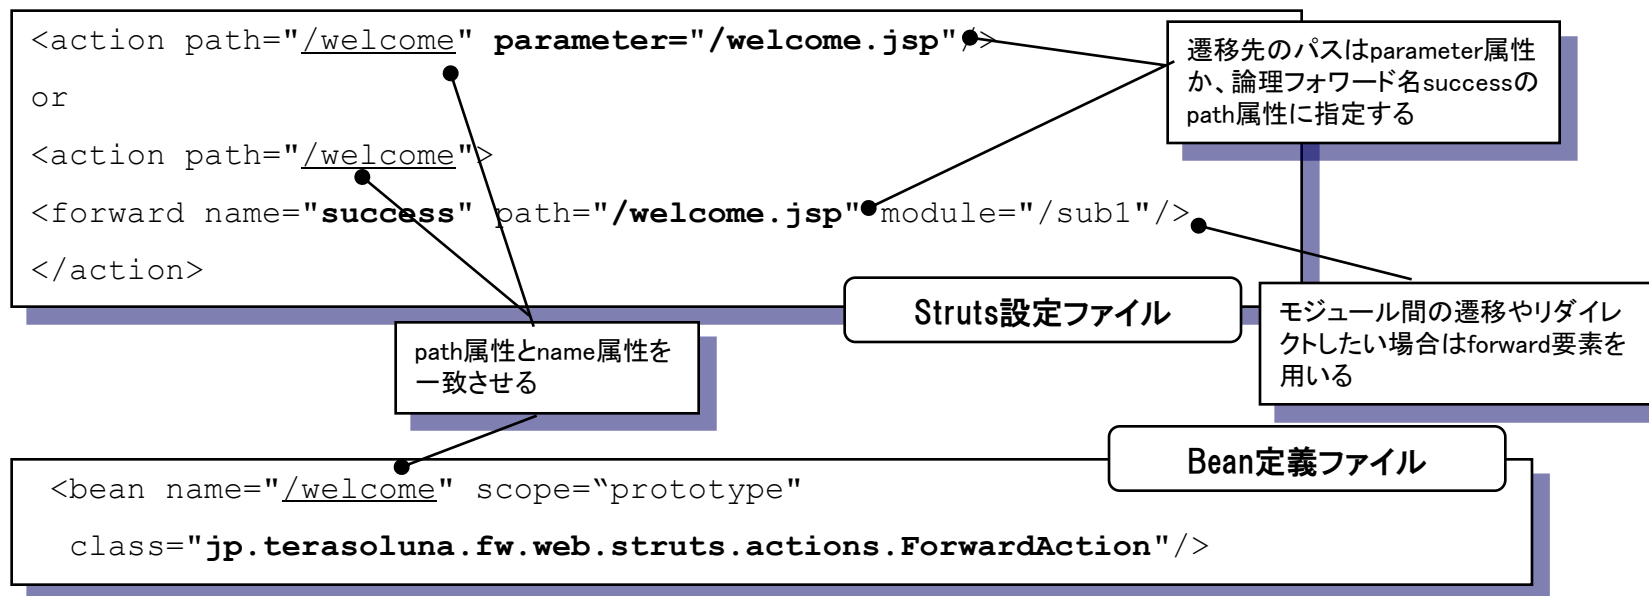 <action path="/welcome" parameter="/welcome.jsp"/>
or
<action path="/welcome">
<forward name="success" path="/welcome.jsp" module="/sub1"/>
</action>
遷移先のパスはparameter属性
か、論理フォワード名successの
path属性に指定する
Struts設定ファイル
モジュール間の遷移やリダイレ
クトしたい場合はforward要素を
用いる
path属性とname属性を
一致させる
Bean定義ファイル
<bean name="/welcome" scope=“prototype"
class="jp.terasoluna.fw.web.struts.actions.ForwardAction"/>